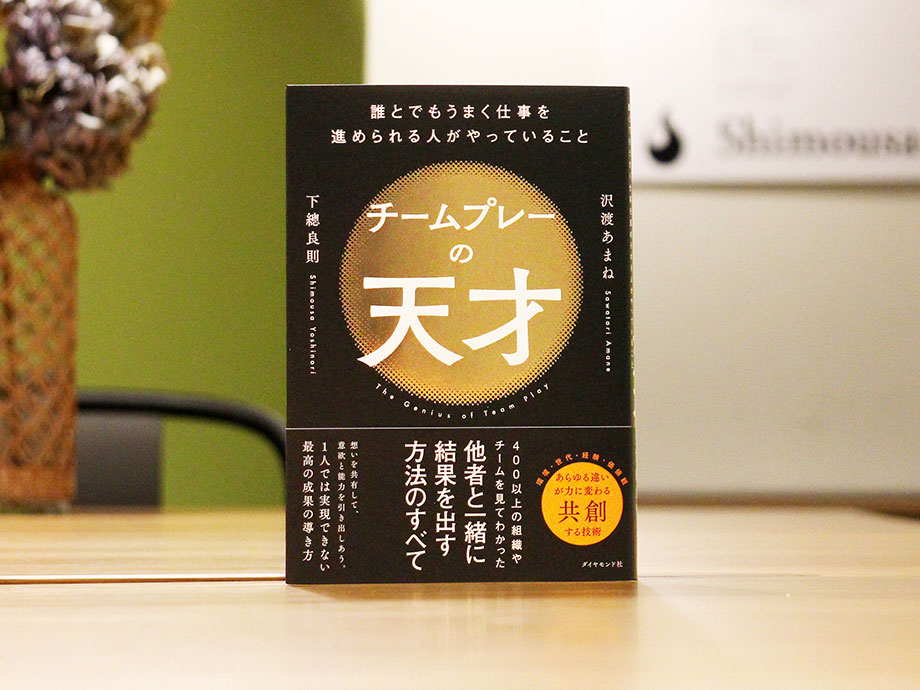 誰とでもうまく仕事を
進められる人がやっていること
チームプレー
の
天才
沢渡あまね
Sawatari Amane
下總良則
Shimousa Yoshinori
The Genius of Team Play
400以上の組織や
チームを見てわかった
他者と一緒に
結果を出す
方法のすべて
想いを共有して、
意欲と能力を引き出しあう。
1人では実現できない
最高の成果の導き方
環境・世代・経験・価値観
あらゆる違い
が力に変わる
共創
する技術
ダイヤモンド社
Shimousa